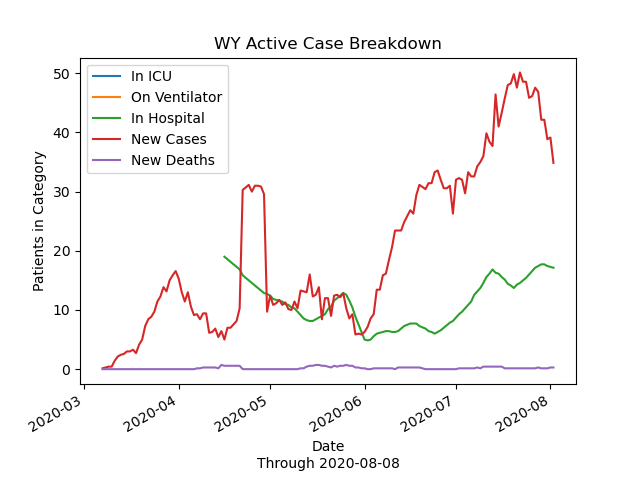 WY Active Case Breakdown
In ICU
On Ventilator
In Hospital
New Cases
New Deaths
50
40
30
20
10
0
Patients in Category
2020-03
2020-04
2020-05
2020-06
2020-07
2020-08
Date
Through 2020-08-08